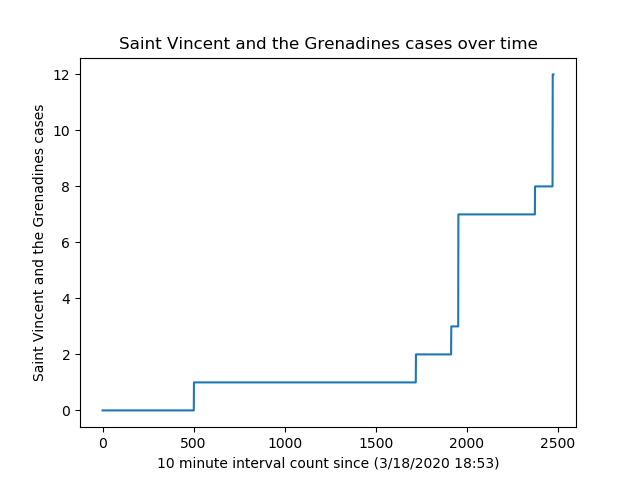 Saint Vincent and the Grenadines cases over time
Saint Vincent and the Grenadines cases
12
10
8
6
4
2
0
0 500 1000 1500 2000 2500
10 minute interval count since (3/18/2020 18:53)